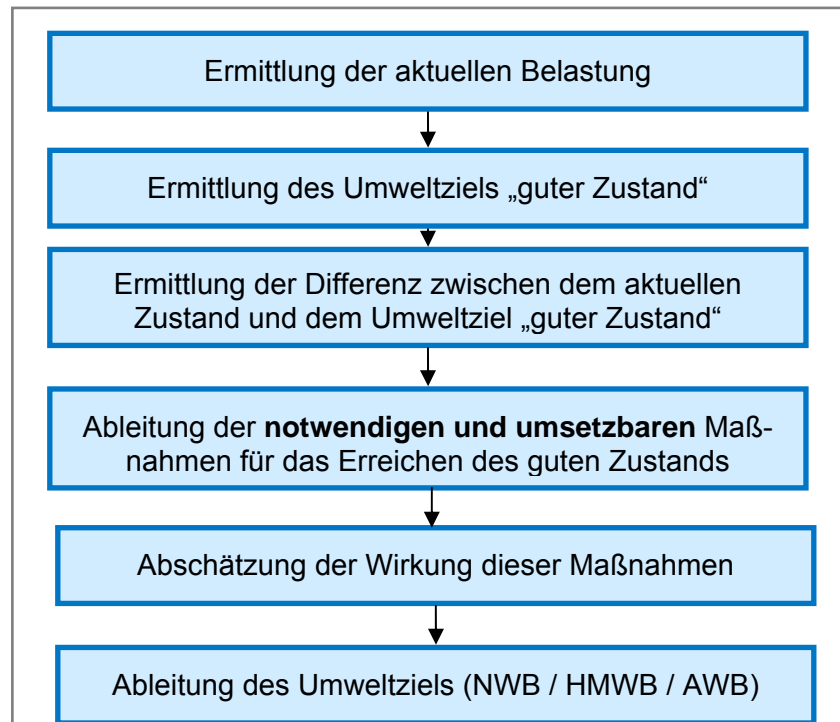 Ermittlung der aktuellen Belastung
Ermittlung des Umweltziels „guter Zustand“
Ermittlung der Differenz zwischen dem aktuellen
Zustand und dem Umweltziel „guter Zustand“
Ableitung der notwendigen und umsetzbaren Maß-
nahmen für das Erreichen des guten Zustands
Abschätzung der Wirkung dieser Maßnahmen
Ableitung des Umweltziels (NWB / HMWB / AWB)